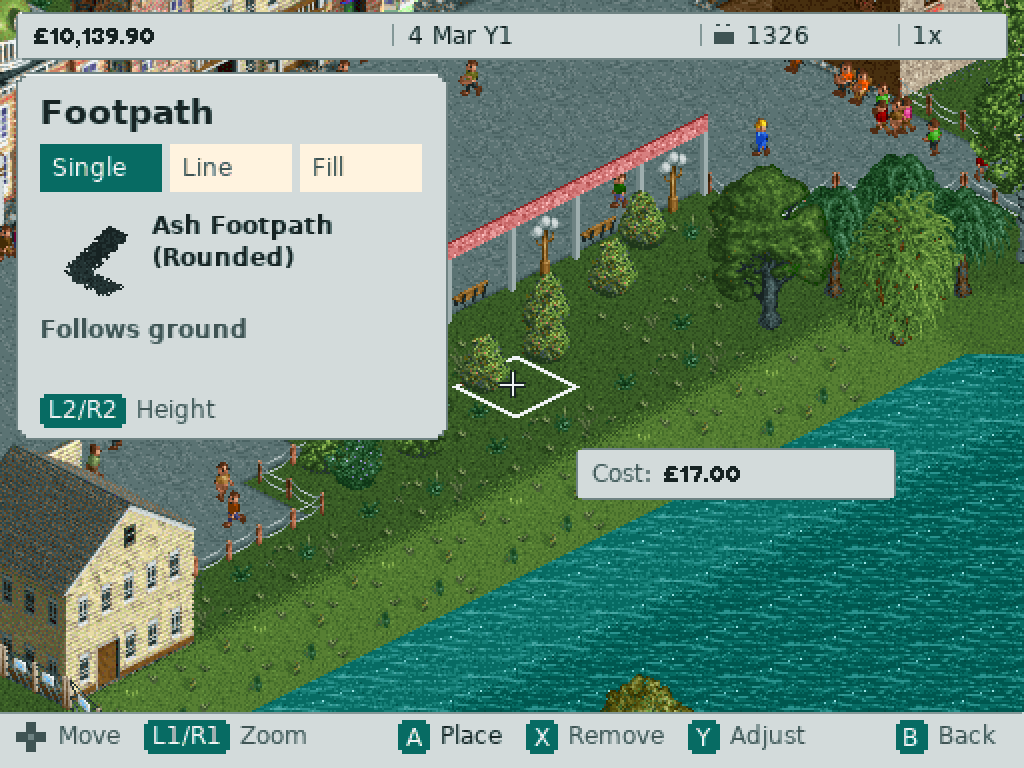 £10,139.90 | 4 Mar Y1 | 1326 | 1x
Footpath
Single Line Fill
Ash Footpath
(Rounded)
Follows ground
L2/R2 Height
Cost: £17.00
Move L1/R1 Zoom A Place X Remove Y Adjust B Back